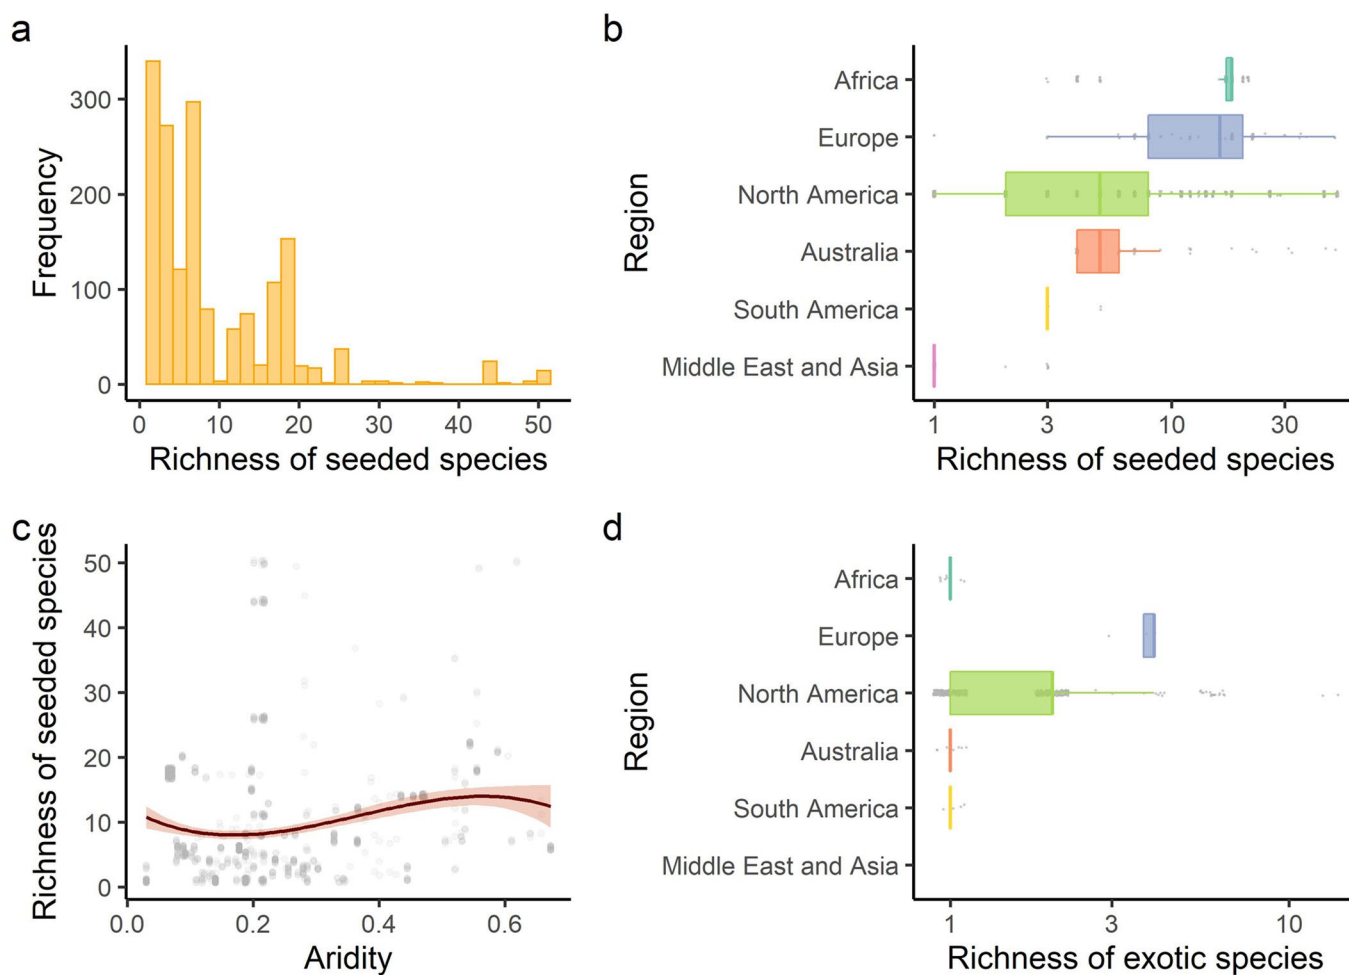 a
Frequency
300
200
100
0
0 10 20 30 40 50
Richness of seeded species
b
Region
Africa
Europe
North America
Australia
South America
Middle East and Asia
1 3 10 30
Richness of seeded species
c
Richness of seeded species
50
40
30
20
10
0
0.0 0.2 0.4 0.6
Aridity
d
Region
Africa
Europe
North America
Australia
South America
Middle East and Asia
1 3 10
Richness of exotic species